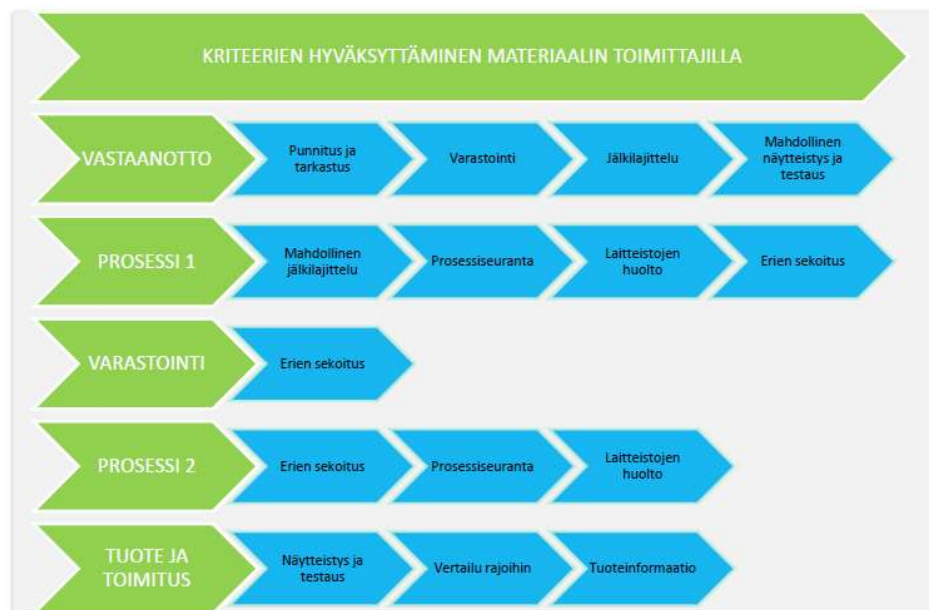 KRITEERIEN HYVÄKSYTTÄMINEN MATERIAALIN TOIMITTAJILLA
VASTAANOTTO
Punnitus ja
tarkastus
Varastointi
Jälkilajittelu
Mahdollinen
näytteistys ja
testaus
PROSESSI 1
Mahdollinen
jälkilajittelu
Prosessiseuranta
Laitteistojen
huolto
Erien sekoitus
VARASTOINTI
Erien sekoitus
PROSESSI 2
Erien sekoitus
Prosessiseuranta
Laitteistojen
huolto
TUOTE JA
TOIMITUS
Näytteistys ja
testaus
Vertailu rajoihin
Tuoteinformaatio